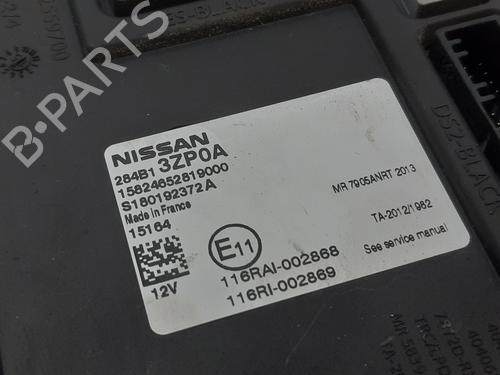 B-PARTS
DS2-BLACK
NISSAN
284B1 3ZP0A
15824652819000
S180192372A
Made in France
15164
12V
E11
116RAI-002868
116RI-002869
MR 7905ANRT 2013
TA-2012/1982
See service manual